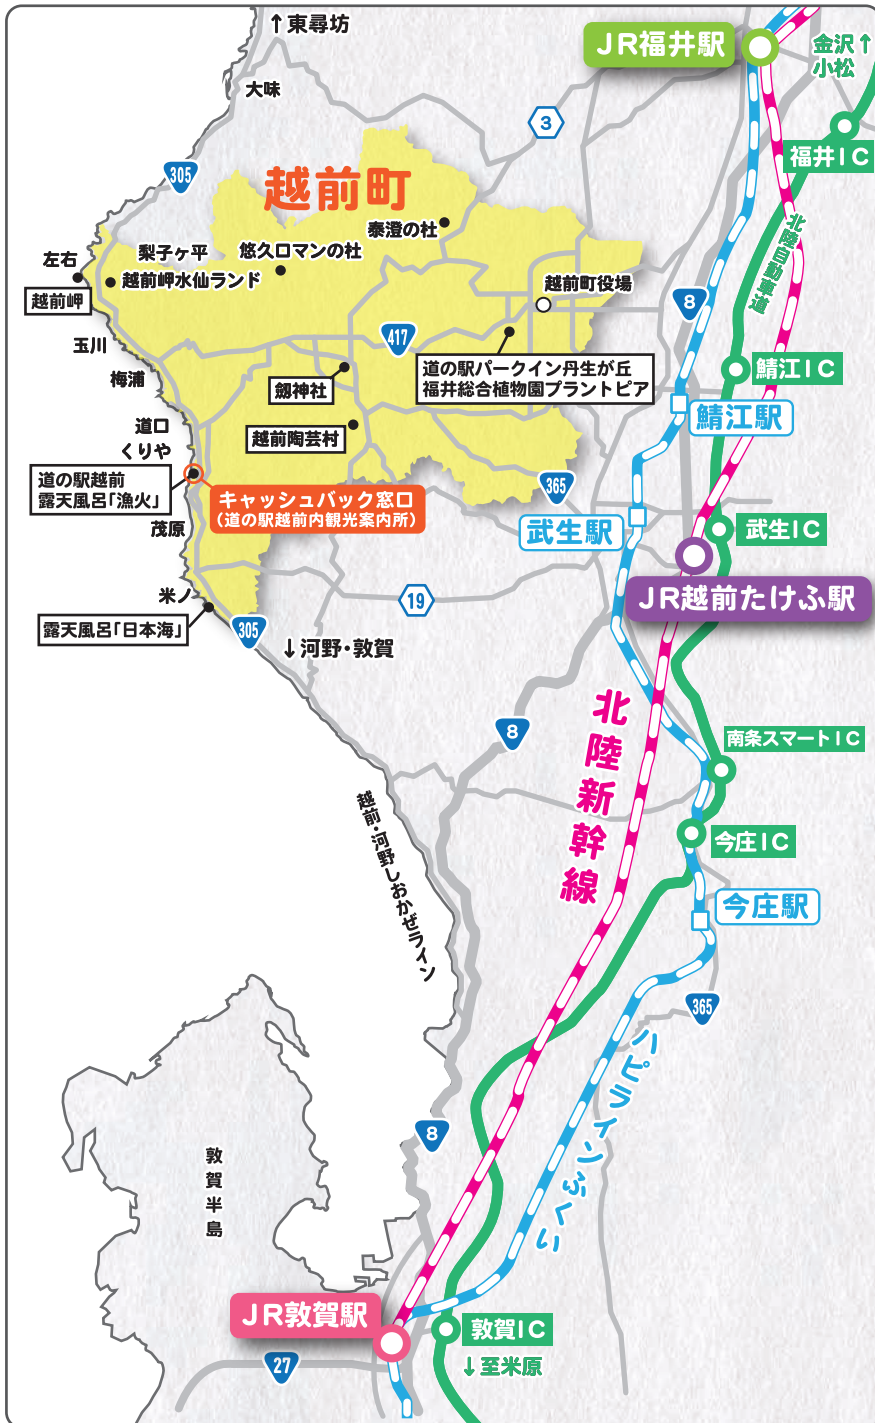 ↑東尋坊
JR福井駅
金沢↑
小松
大味
3
福井IC
305
越前町
北陸自動車道
泰澄の杜
梨子ヶ平
悠久ロマンの杜
左右
越前岬水仙ランド
越前岬
越前町役場
8
玉川
417
道の駅パークイン丹生が丘
福井総合植物園プラントピア
鯖江IC
梅浦
劔神社
鯖江駅
道口
くりや
越前陶芸村
道の駅越前
露天風呂「漁火」
キャッシュバック窓口
(道の駅越前内観光案内所)
365
茂原
武生駅
武生IC
米ノ
19
JR越前たけふ駅
露天風呂「日本海」
305
↓河野・敦賀
北陸新幹線
8
南条スマートIC
越前・河野しおかぜライン
今庄IC
今庄駅
365
ハピラインふくい
8
敦賀半島
JR敦賀駅
敦賀IC
27
↓至米原